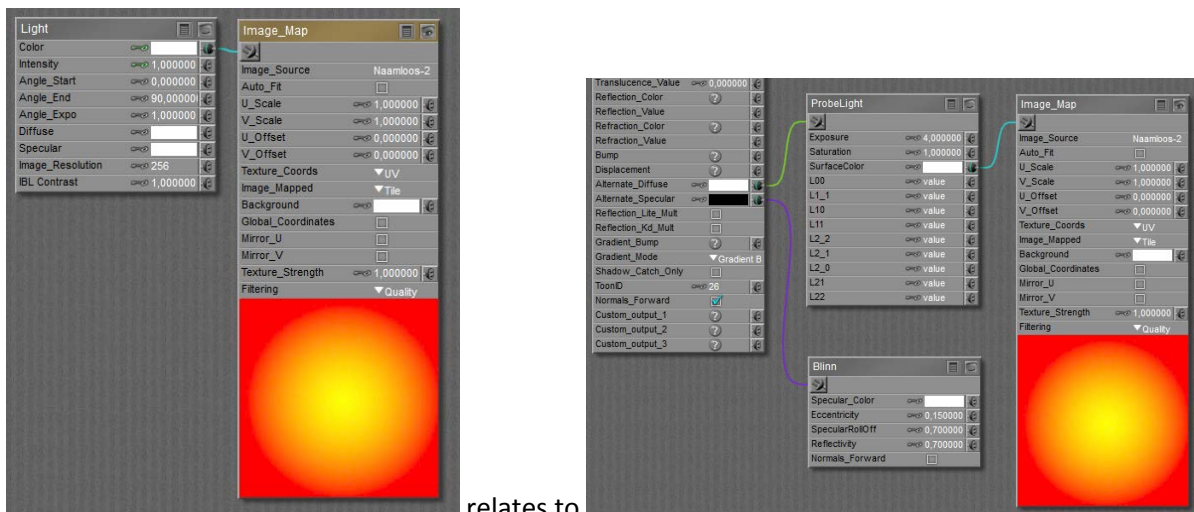 Light
Color
Intensity 1,000000
Angle_Start 0,000000
Angle_End 90,00000
Angle_Expo 1,000000
Diffuse
Specular
Image_Resolution 256
IBL Contrast 1,000000
Image_Map
Image_Source Naamloos-2
Auto_Fit
U_Scale 1,000000
V_Scale 1,000000
U_Offset 0,000000
V_Offset 0,000000
Texture_Coords UV
Image_Mapped Tile
Background
Global_Coordinates
Mirror_U
Mirror_V
Texture_Strength 1,000000
Filtering Quality
relates to
Translucence_Value 0,000000
Reflection_Color ?
Reflection_Value
Refraction_Color ?
Refraction_Value
Bump ?
Displacement ?
Alternate_Diffuse
Alternate_Specular
Reflection_Lite_Mult
Reflection_Kd_Mult
Gradient_Bump ?
Gradient_Mode Gradient B
Shadow_Catch_Only
ToonID 26
Normals_Forward
Custom_output_1 ?
Custom_output_2 ?
Custom_output_3 ?
ProbeLight
Exposure 4,000000
Saturation 1,000000
SurfaceColor
L00 value
L1_1 value
L10 value
L11 value
L2_2 value
L2_1 value
L2_0 value
L21 value
L22 value
Blinn
Specular_Color
Eccentricity 0,150000
SpecularRollOff 0,700000
Reflectivity 0,700000
Normals_Forward
Image_Map
Image_Source Naamloos-2
Auto_Fit
U_Scale 1,000000
V_Scale 1,000000
U_Offset 0,000000
V_Offset 0,000000
Texture_Coords UV
Image_Mapped Tile
Background
Global_Coordinates
Mirror_U
Mirror_V
Texture_Strength 1,000000
Filtering Quality